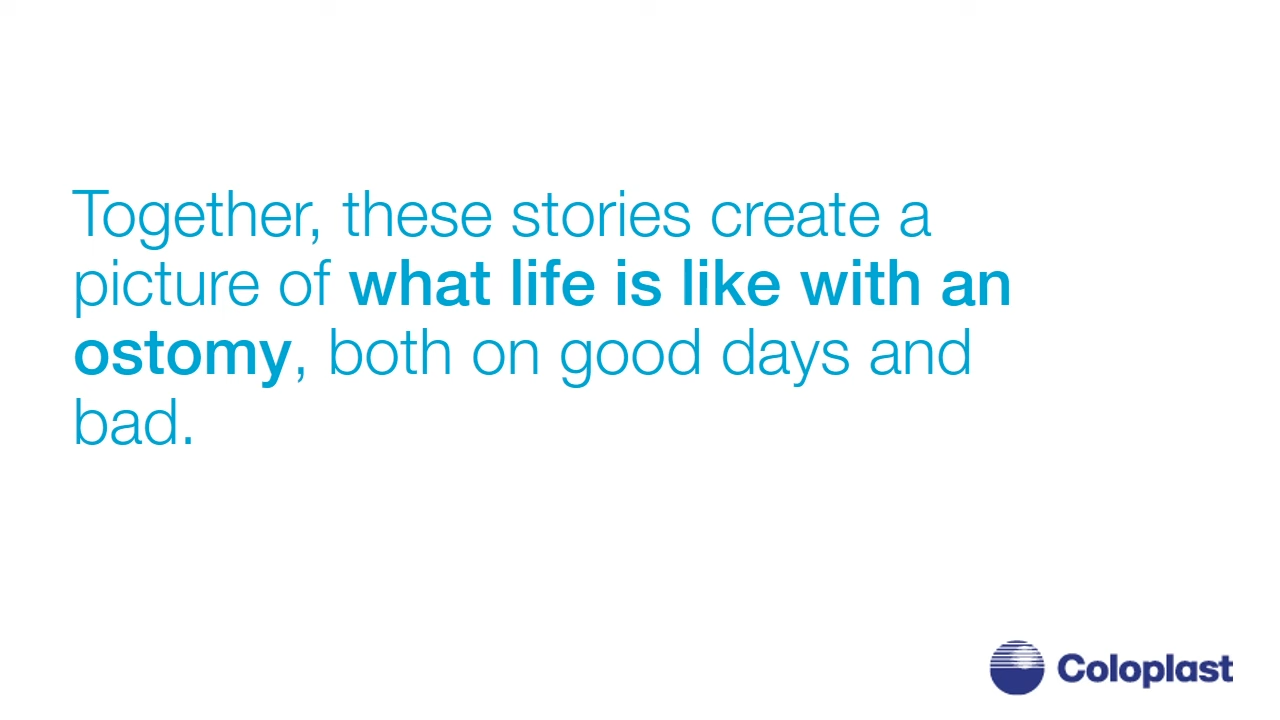 Together, these stories create a
picture of what life is like with an
ostomy, both on good days and
bad.
Coloplast